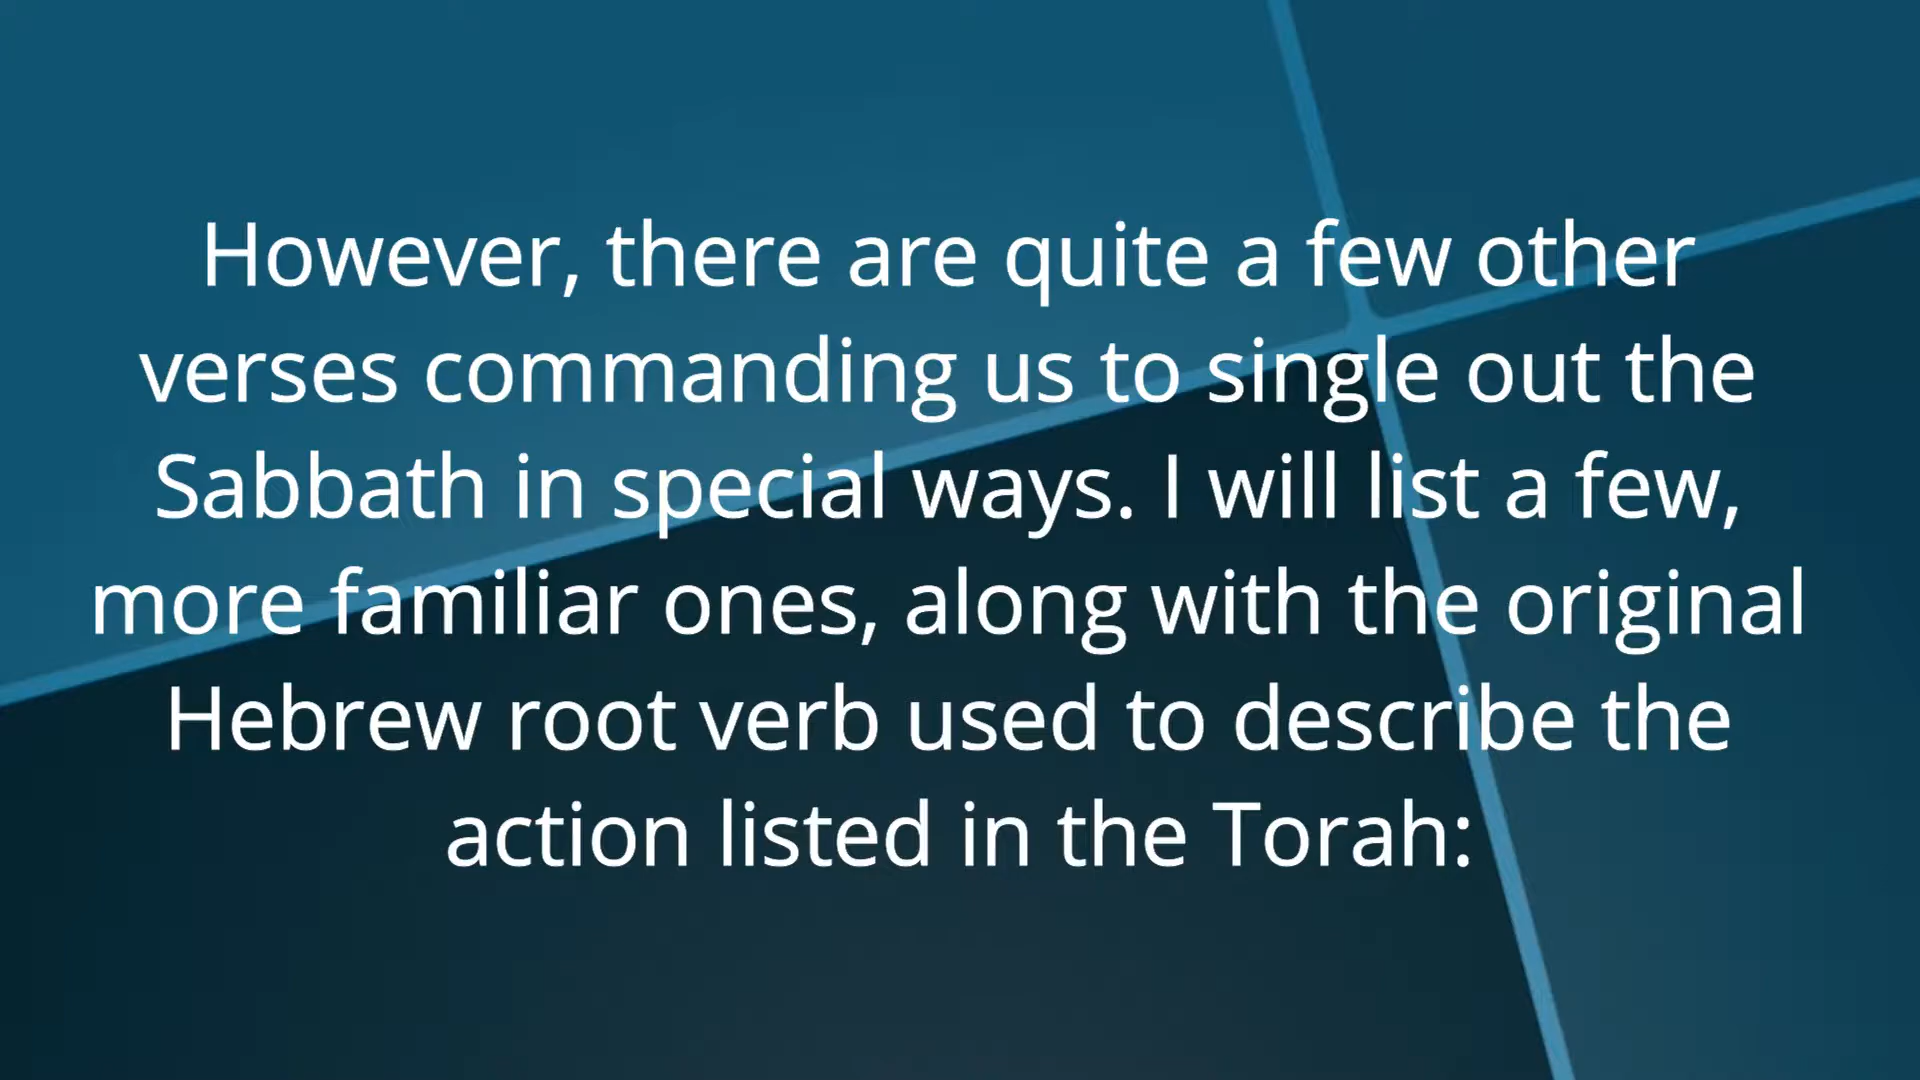 However, there are quite a few other
verses commanding us to single out the
Sabbath in special ways. I will list a few,
more familiar ones, along with the original
Hebrew root verb used to describe the
action listed in the Torah: